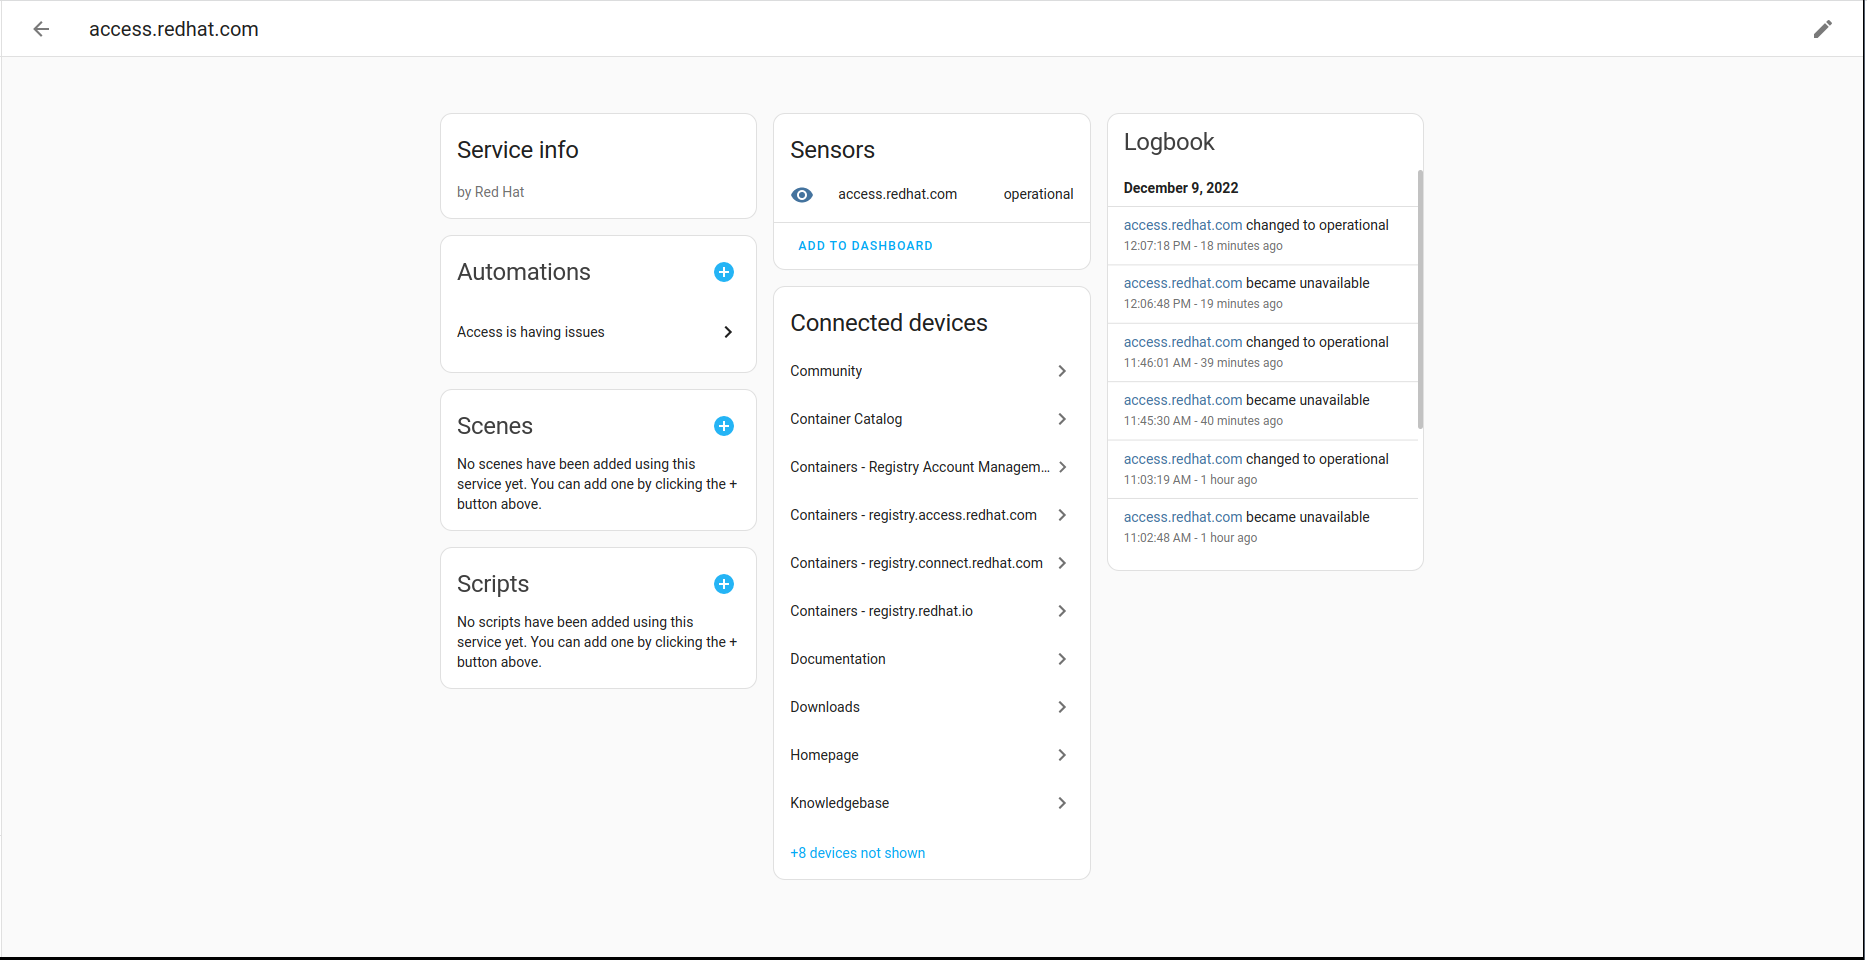 access.redhat.com
Service info
by Red Hat
Automations
Access is having issues
Scenes
No scenes have been added using this
service yet. You can add one by clicking the +
button above.
Scripts
No scripts have been added using this
service yet. You can add one by clicking the +
button above.
Sensors
access.redhat.com operational
ADD TO DASHBOARD
Connected devices
Community
Container Catalog
Containers - Registry Account Managem...
Containers - registry.access.redhat.com
Containers - registry.connect.redhat.com
Containers - registry.redhat.io
Documentation
Downloads
Homepage
Knowledgebase
+8 devices not shown
Logbook
December 9, 2022
access.redhat.com changed to operational
12:07:18 PM - 18 minutes ago
access.redhat.com became unavailable
12:06:48 PM - 19 minutes ago
access.redhat.com changed to operational
11:46:01 AM - 39 minutes ago
access.redhat.com became unavailable
11:45:30 AM - 40 minutes ago
access.redhat.com changed to operational
11:03:19 AM - 1 hour ago
access.redhat.com became unavailable
11:02:48 AM - 1 hour ago